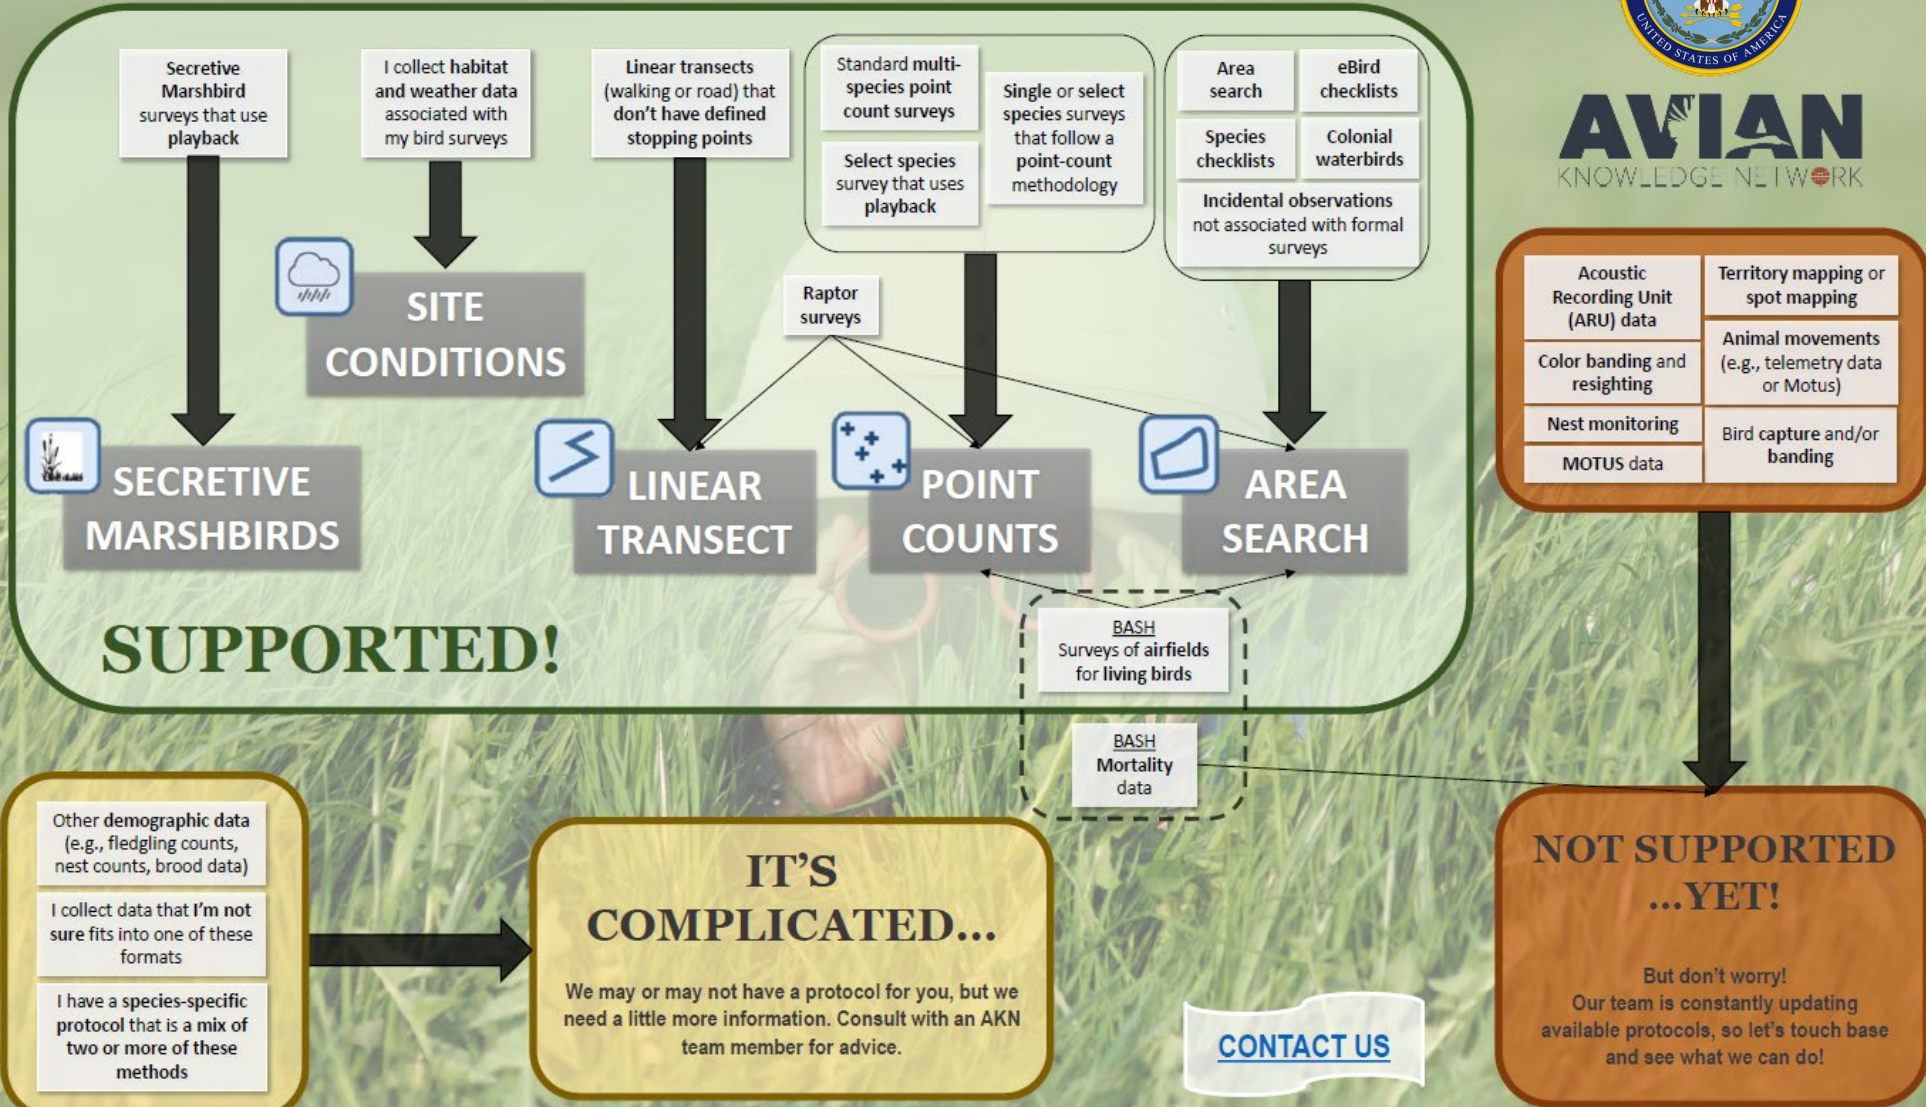 UNITED STATES OF AMERICA
AVIAN
KNOWLEDGE NETWORK
Secretive
Marshbird
surveys that use
playback
I collect habitat
and weather data
associated with
my bird surveys
Linear transects
(walking or road) that
don't have defined
stopping points
Standard multi-
species point
count surveys
Select species
survey that uses
playback
Single or select
species surveys
that follow a
point-count
methodology
Area
search
eBird
checklists
Species
checklists
Colonial
waterbirds
Incidental observations
not associated with formal
surveys
Raptor
surveys
SITE
CONDITIONS
SECRETIVE
MARSHBIRDS
LINEAR
TRANSECT
POINT
COUNTS
AREA
SEARCH
SUPPORTED!
BASH
Surveys of airfields
for living birds
BASH
Mortality
data
Acoustic
Recording Unit
(ARU) data
Color banding and
resighting
Nest monitoring
MOTUS data
Territory mapping or
spot mapping
Animal movements
(e.g., telemetry data
or Motus)
Bird capture and/or
banding
Other demographic data
(e.g., fledgling counts,
nest counts, brood data)
I collect data that I'm not
sure fits into one of these
formats
I have a species-specific
protocol that is a mix of
two or more of these
methods
IT'S
COMPLICATED...
We may or may not have a protocol for you, but we
need a little more information. Consult with an AKN
team member for advice.
CONTACT US
NOT SUPPORTED
...YET!
But don't worry!
Our team is constantly updating
available protocols, so let's touch base
and see what we can do!